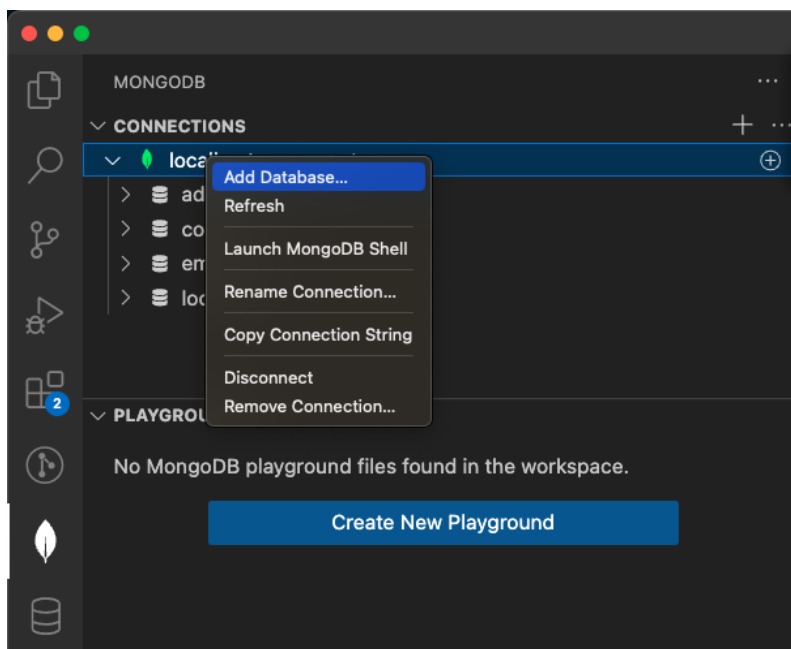 MONGODB
CONNECTIONS
Add Database...
Refresh
Launch MongoDB Shell
Rename Connection...
Copy Connection String
Disconnect
Remove Connection...
2
No MongoDB playground files found in the workspace.
Create New Playground